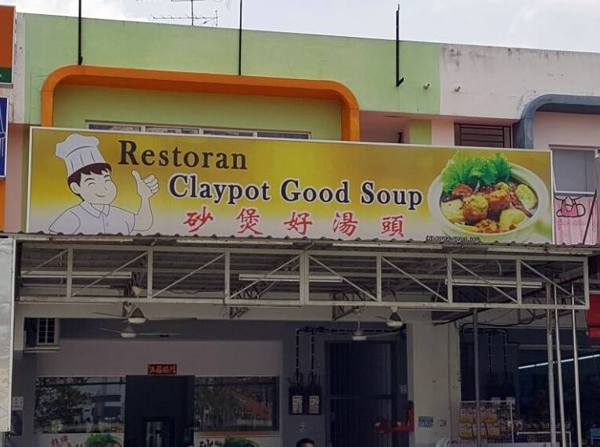 Restoran
Claypot Good Soup
砂煲好湯頭